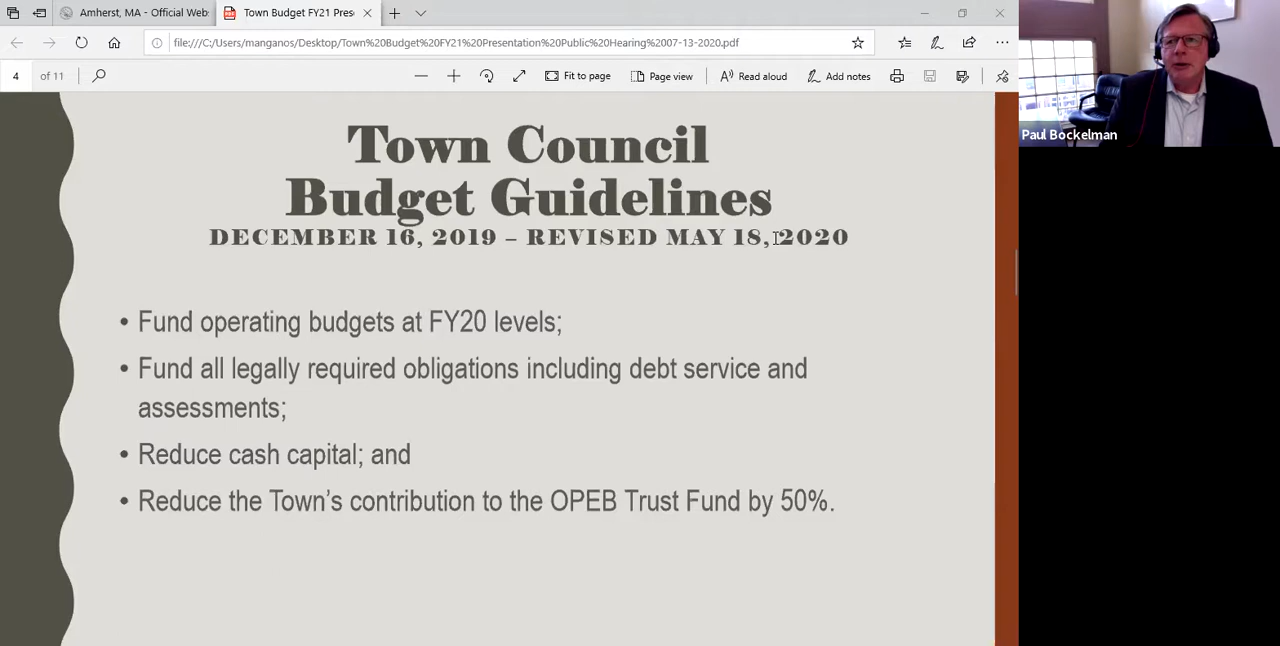 Amherst, MA - Official Webs
Town Budget FY21 Pres
file:///C:/Users/manganos/Desktop/Town%20Budget%20FY21%20Presentation%20Public%20Hearing%2007-13-2020.pdf
4 of 11
Fit to page
Page view
Read aloud
Add notes
Paul Bockelman
Town Council
Budget Guidelines
DECEMBER 16, 2019 – REVISED MAY 18, 2020
• Fund operating budgets at FY20 levels;
• Fund all legally required obligations including debt service and
assessments;
• Reduce cash capital; and
• Reduce the Town's contribution to the OPEB Trust Fund by 50%.